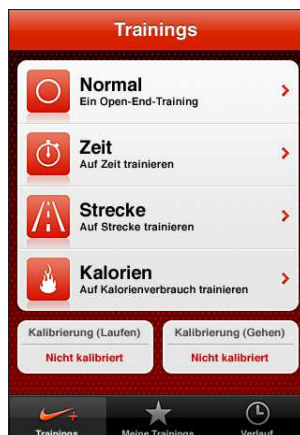 Trainings
Normal
Ein Open-End-Training
Zeit
Auf Zeit trainieren
Strecke
Auf Strecke trainieren
Kalorien
Auf Kalorienverbrauch trainieren
Kalibrierung (Laufen)
Nicht kalibriert
Kalibrierung (Gehen)
Nicht kalibriert
Trainings
Meine Trainings
Verlauf